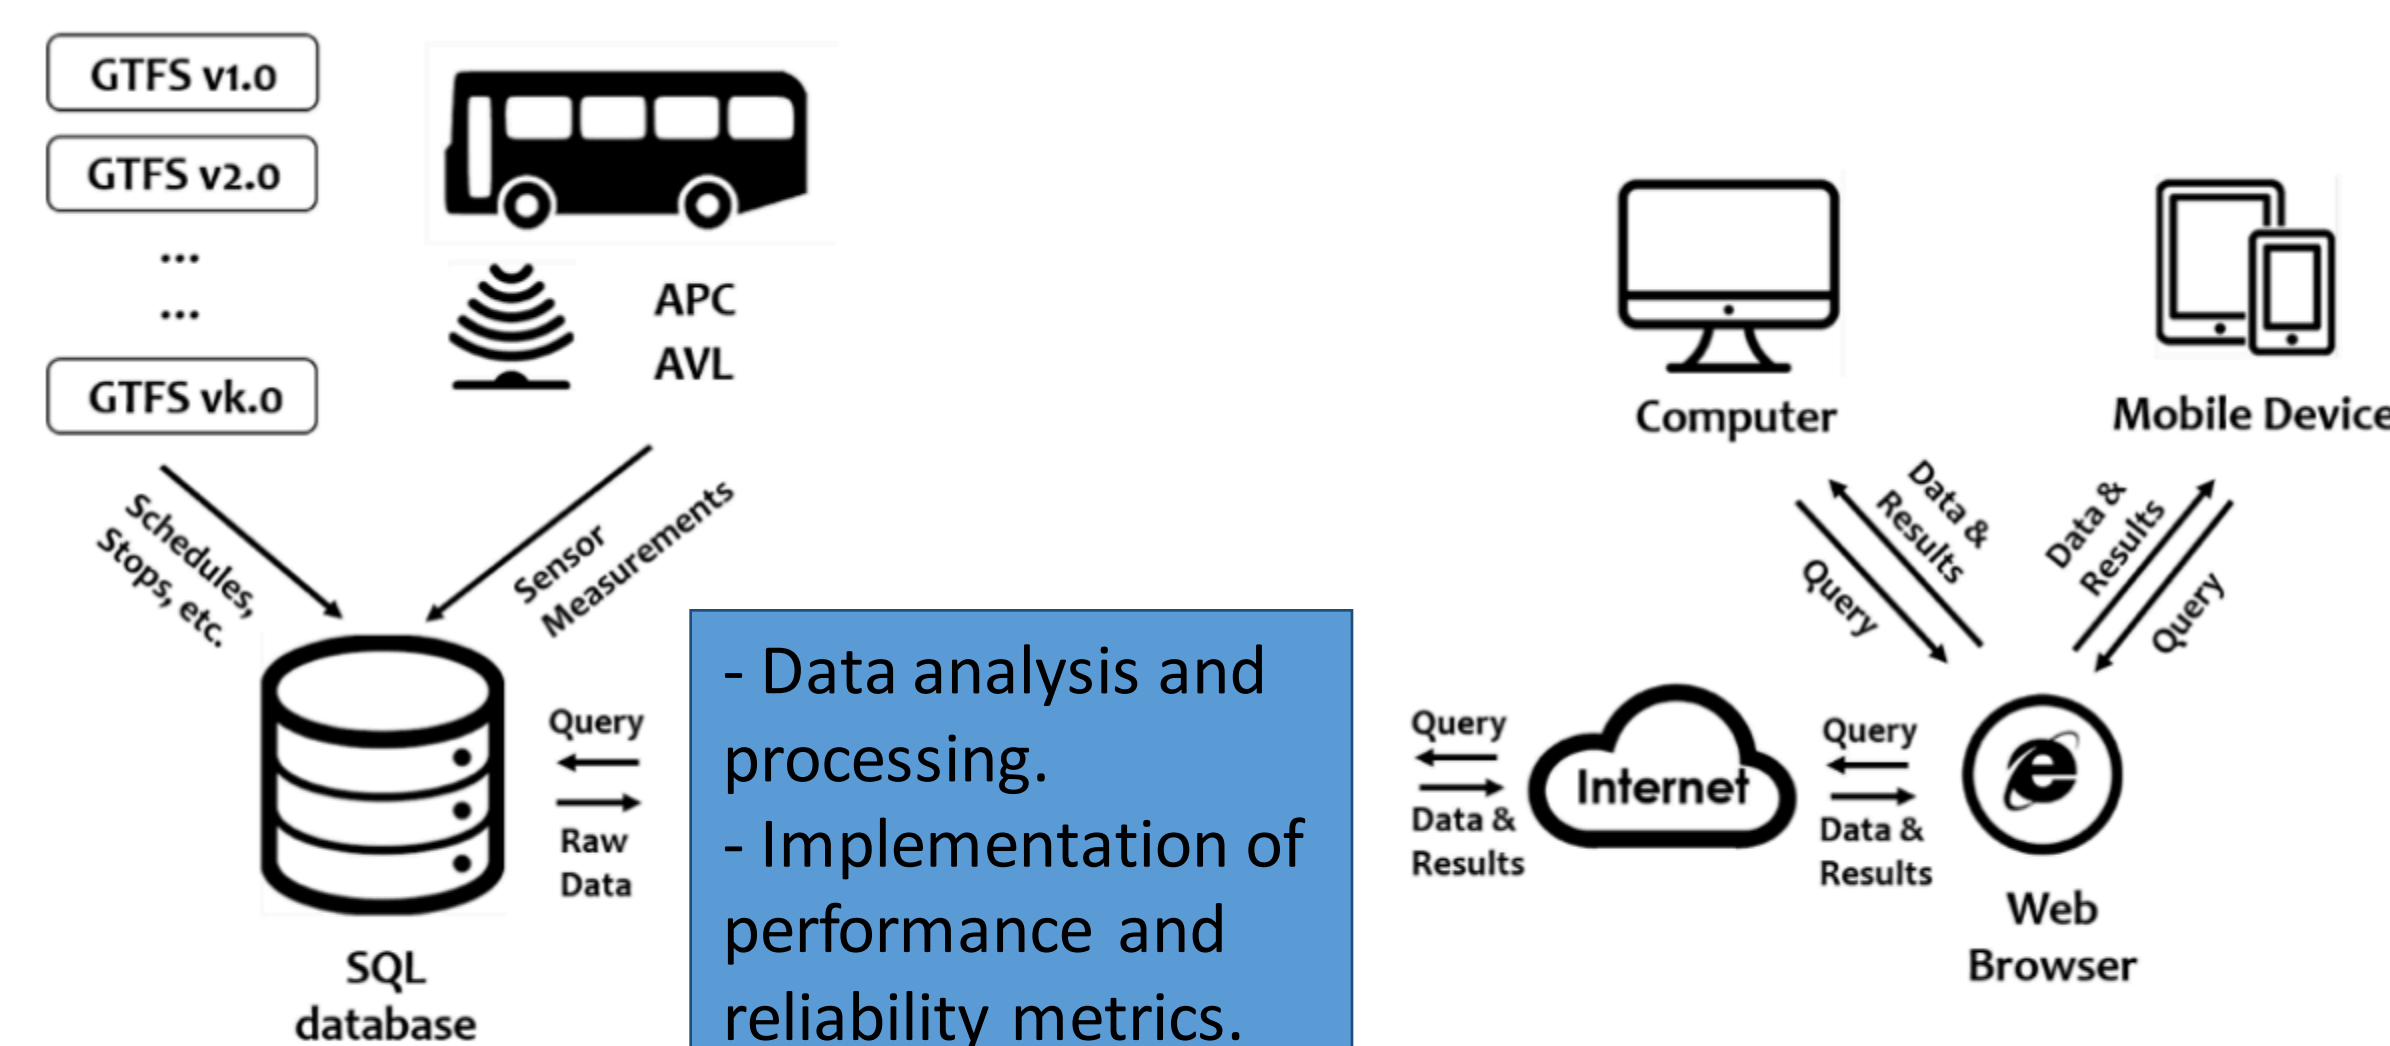 GTFS v1.0
GTFS v2.0
...
...
GTFS vk.0
APC
AVL
Schedules,
Stops, etc.
Sensor
Measurements
SQL
database
Query
Raw
Data
- Data analysis and
processing.
- Implementation of
performance and
reliability metrics.
Query
Data &
Results
Internet
Query
Data &
Results
Computer
Mobile Device
Query
Data &
Results
Data &
Results
Query
e
Web
Browser